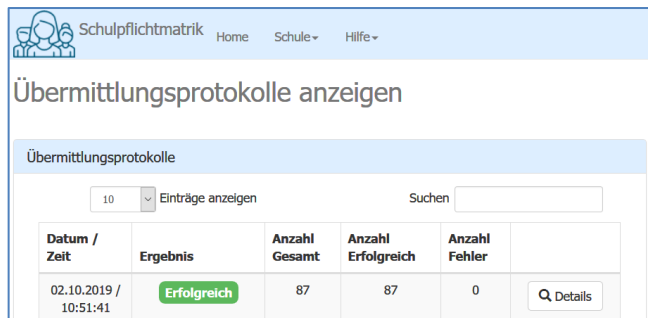 Schulpflichtmatrik Home Schule Hilfe
Übermittlungsprotokolle anzeigen
Übermittlungsprotokolle
10 Einträge anzeigen Suchen
Datum / Zeit Ergebnis Anzahl Gesamt Anzahl Erfolgreich Anzahl Fehler
02.10.2019 / 10:51:41 Erfolgreich 87 87 0 Details